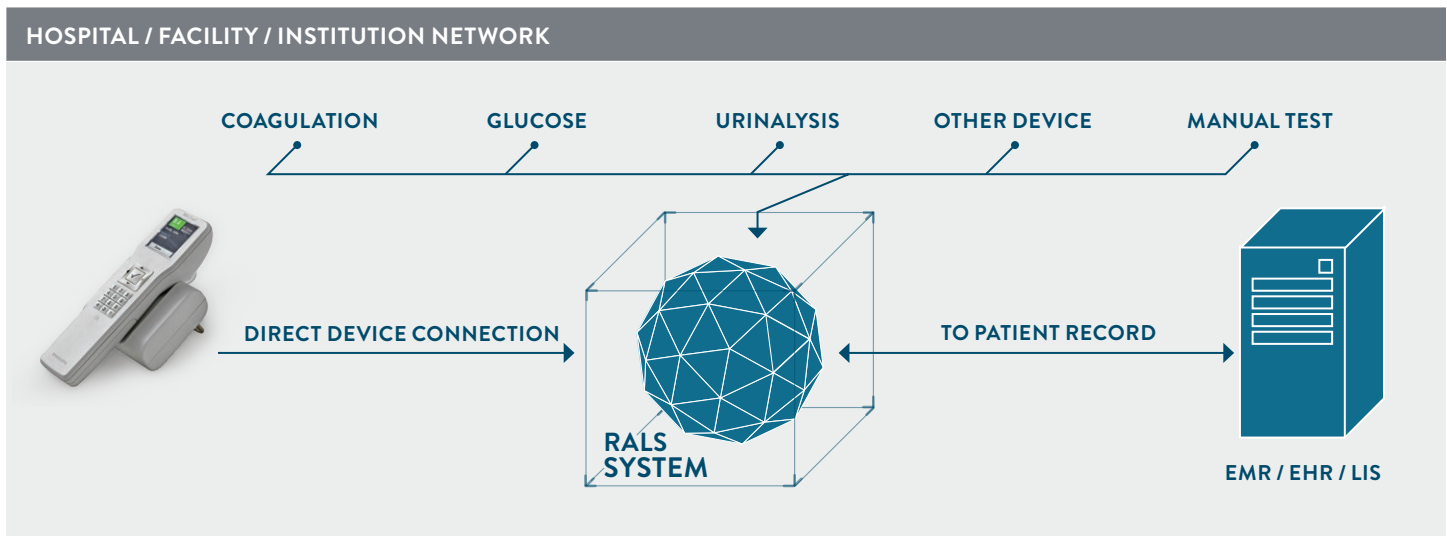 HOSPITAL / FACILITY / INSTITUTION NETWORK
COAGULATION
GLUCOSE
URINALYSIS
OTHER DEVICE
MANUAL TEST
DIRECT DEVICE CONNECTION
TO PATIENT RECORD
RALS
SYSTEM
EMR / EHR / LIS